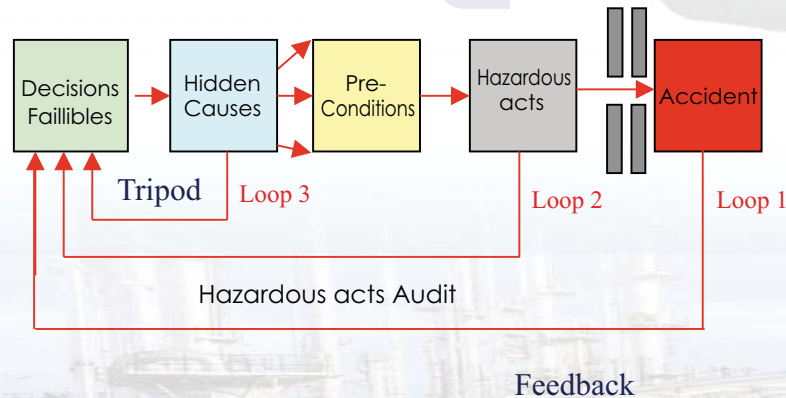 Decisions
Faillibles
Hidden
Causes
Pre-
Conditions
Hazardous
acts
Accident
Tripod
Loop 3
Loop 2
Loop 1
Hazardous acts Audit
Feedback